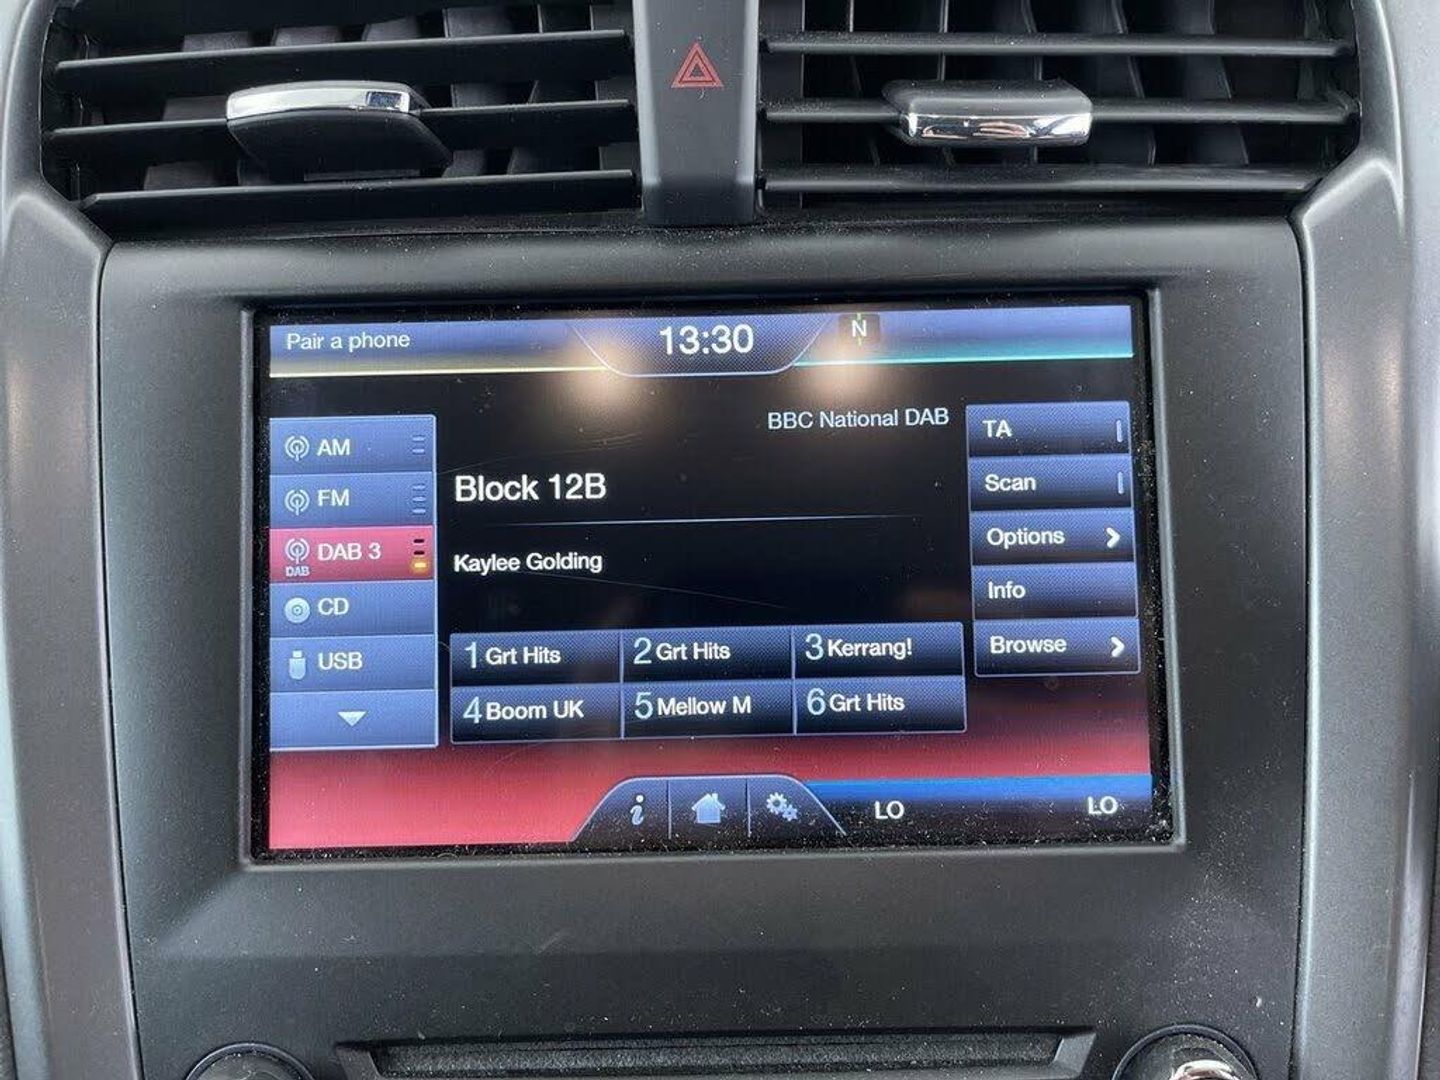 Pair a phone
13:30
N
BBC National DAB
AM
FM
DAB 3
DAB
CD
USB
Block 12B
Kaylee Golding
1 Grt Hits
2 Grt Hits
3 Kerrang!
4 Boom UK
5 Mellow M
6 Grt Hits
TA
Scan
Options
Info
Browse
i
LO
LO